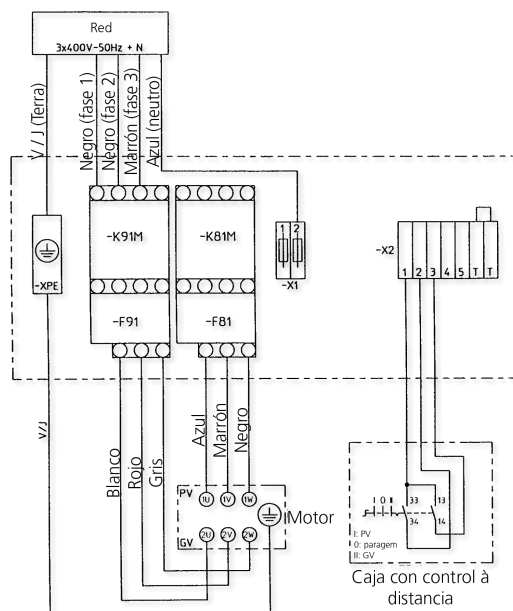 Red
3x400V-50Hz + N
V / J (Terra)
Negro (fase 1)
Negro (fase 2)
Marrón (fase 3)
Azul (neutro)
-K91M
-K81M
1 2
-X1
-XPE
-F91
-F81
-X2
1 2 3 4 5 T T
V/J
Blanco
Rojo
Gris
Azul
Marrón
Negro
PV
1U 1V 1W
Motor
GV
2U 2V 2W
I 0 II
33 13
34 14
I: PV
0: paragem
II: GV
Caja con control à
distancia